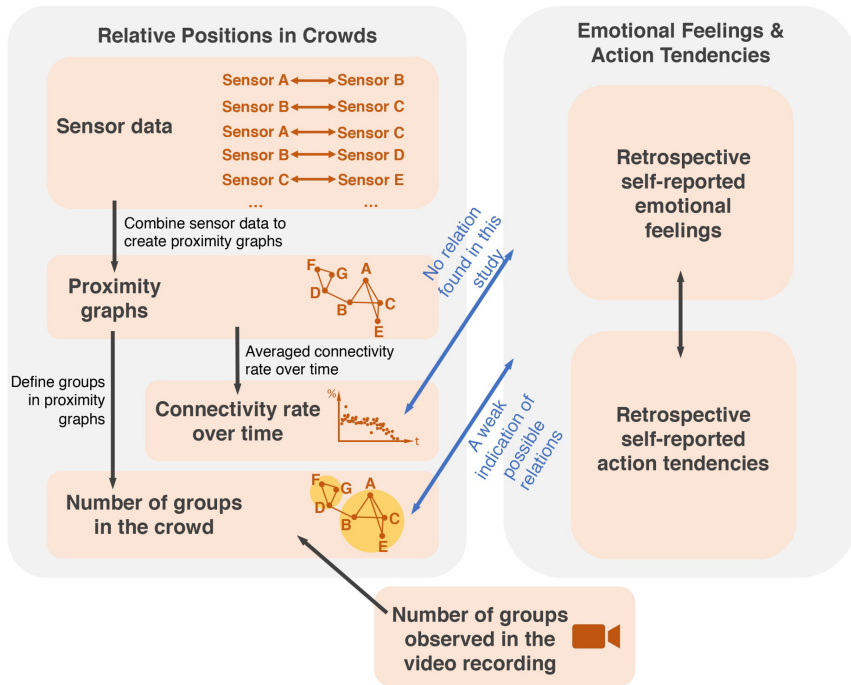 Relative Positions in Crowds
Sensor data
Sensor A Sensor B
Sensor B Sensor C
Sensor A Sensor C
Sensor B Sensor D
Sensor C Sensor E
... ...
Combine sensor data to
create proximity graphs
Proximity
graphs
F
G
A
D
B
C
E
Define groups
in proximity
graphs
Averaged connectivity
rate over time
Connectivity rate
over time
%
t
Number of groups
in the crowd
F
G
A
D
B
C
E
No relation
found in this
study
A weak
indication of
possible
relations
Emotional Feelings &
Action Tendencies
Retrospective
self-reported
emotional
feelings
Retrospective
self-reported
action tendencies
Number of groups
observed in the
video recording